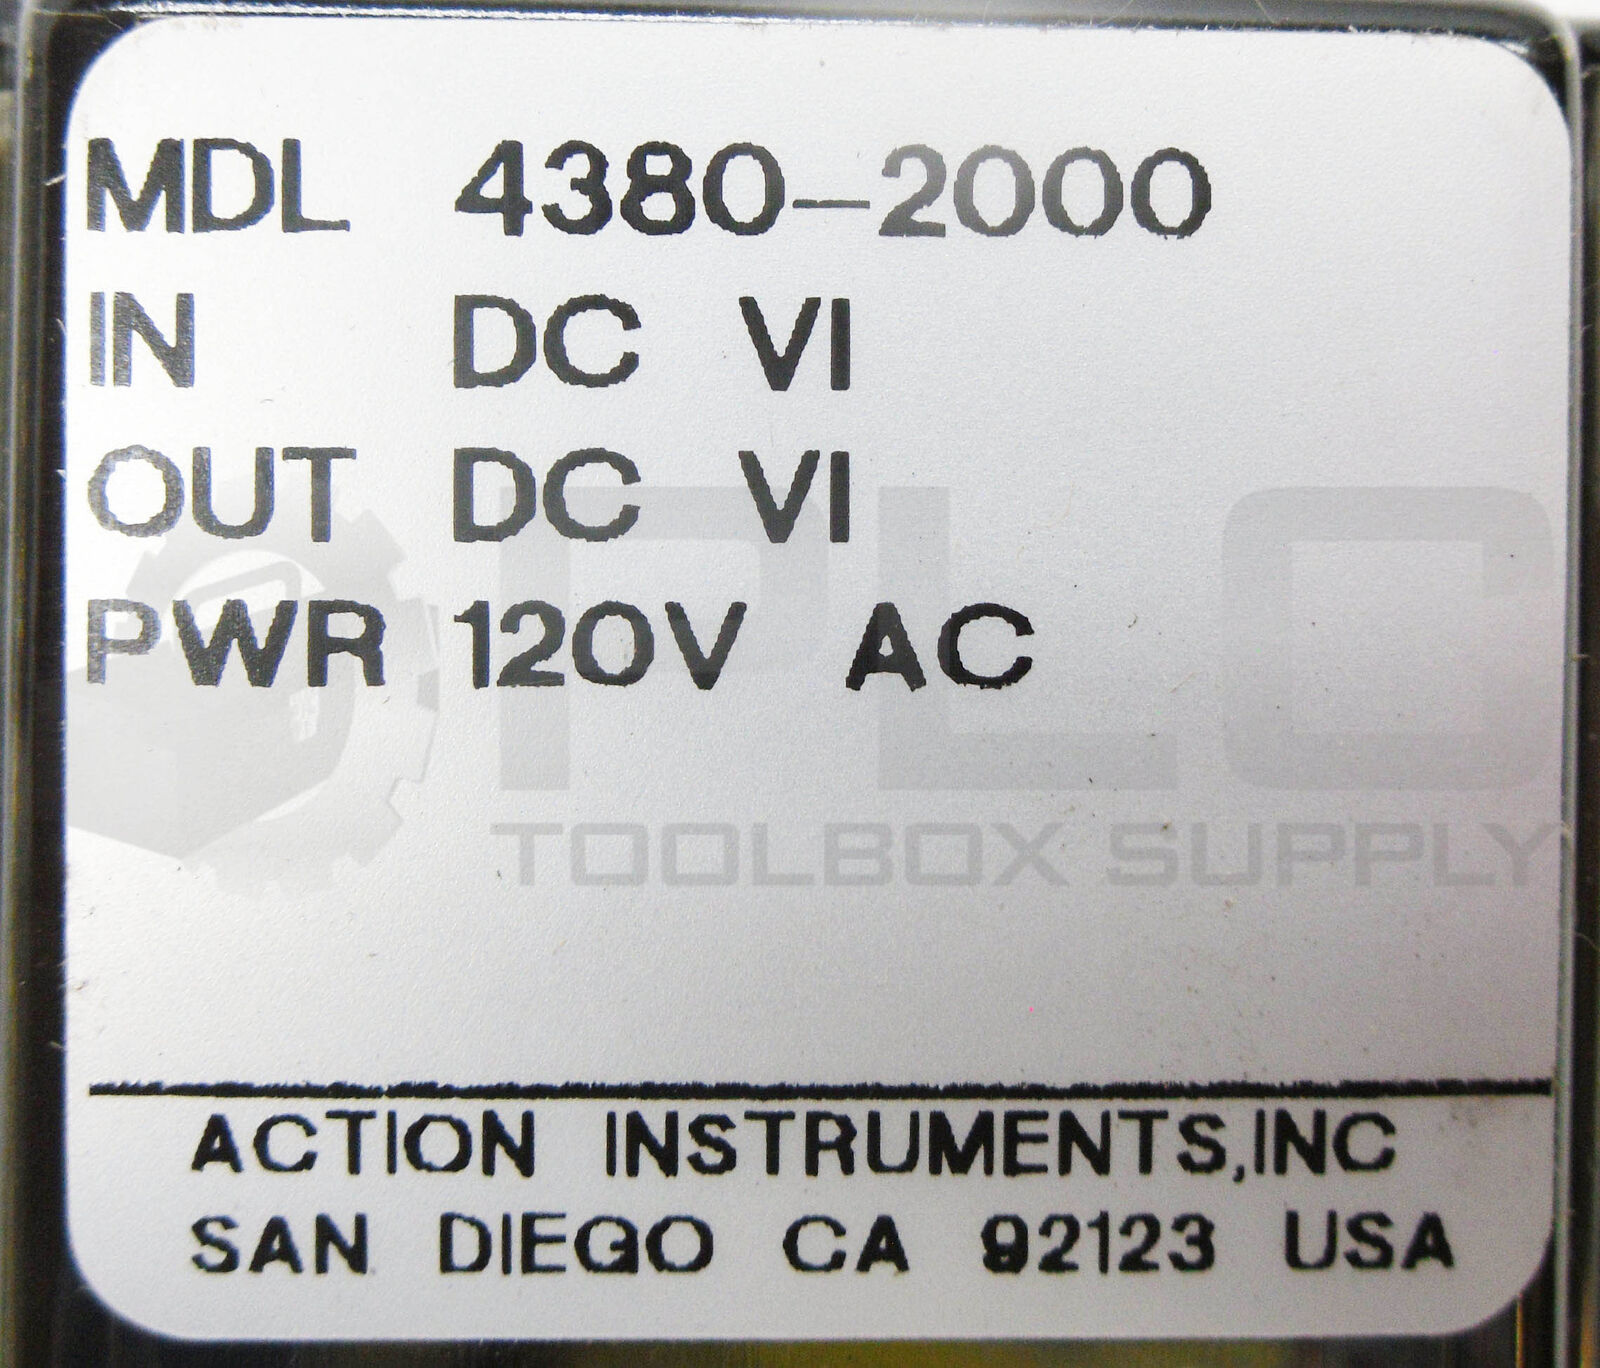 MDL 4380-2000
IN DC VI
OUT DC VI
PWR 120V AC
PLC
TOOLBOX SUPPLY
ACTION INSTRUMENTS,INC
SAN DIEGO CA 92123 USA